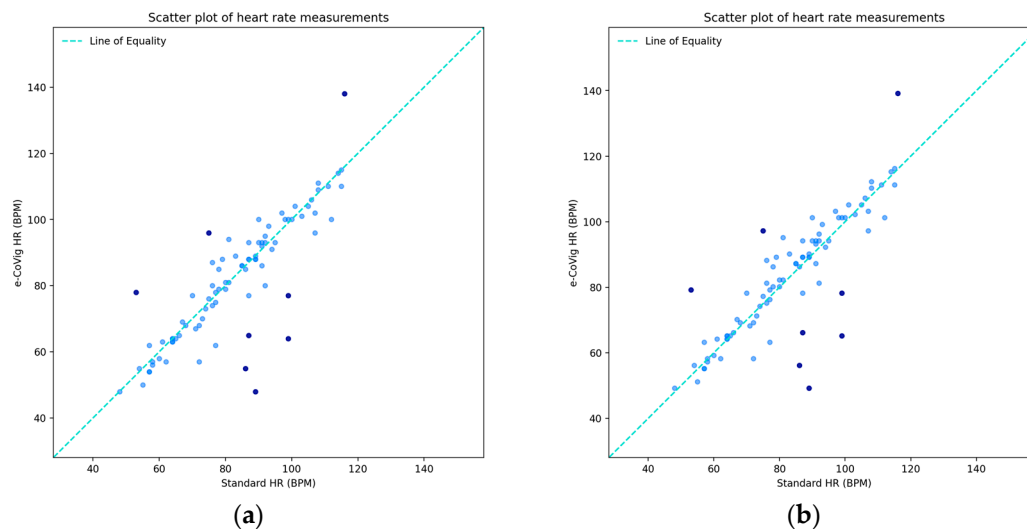 Scatter plot of heart rate measurements
Line of Equality
140
120
100
80
60
40
e-CoVig HR (BPM)
40 60 80 100 120 140
Standard HR (BPM)
(a)
Scatter plot of heart rate measurements
Line of Equality
140
120
100
80
60
40
e-CoVig HR (BPM)
40 60 80 100 120 140
Standard HR (BPM)
(b)